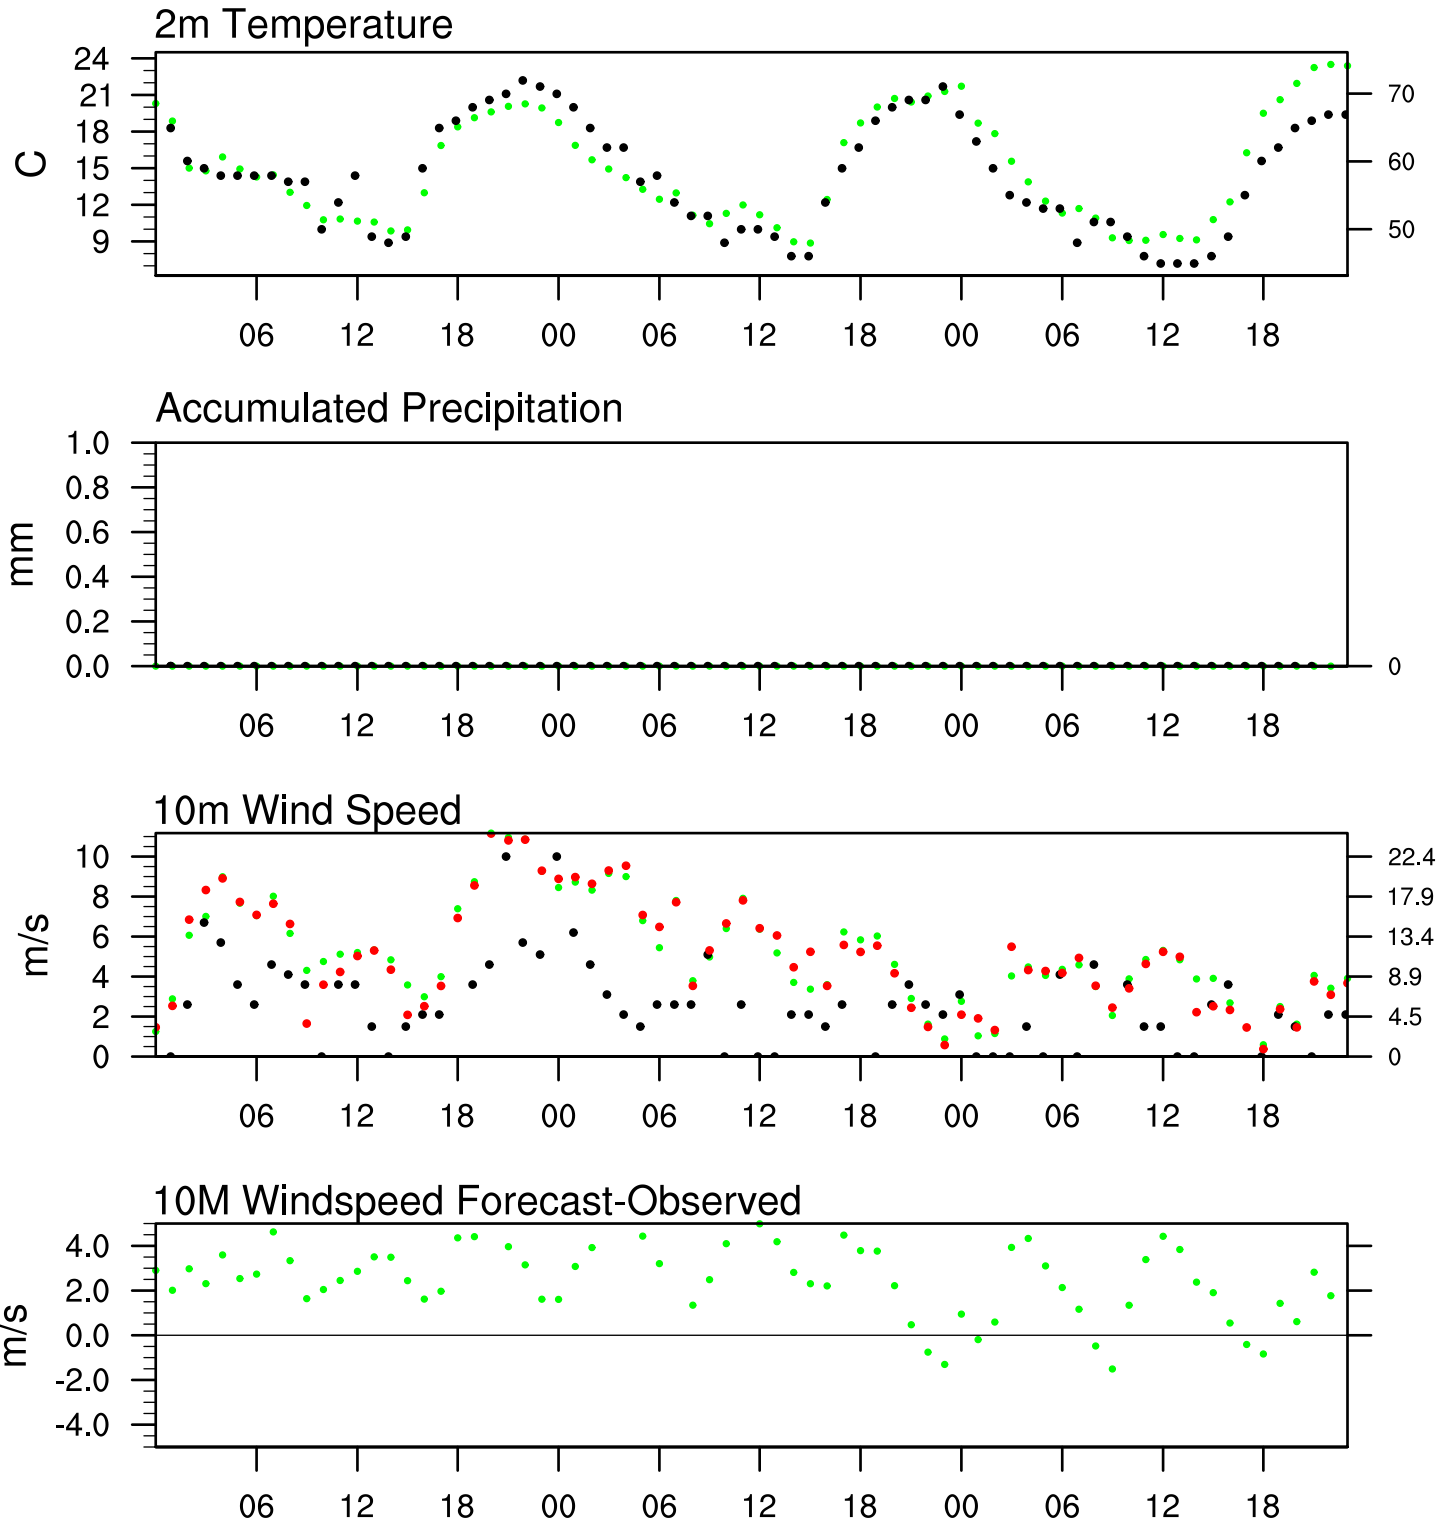 2m Temperature
24
21
18
15
12
9
C
70
60
50
06 12 18 00 06 12 18 00 06 12 18
Accumulated Precipitation
1.0
0.8
0.6
0.4
0.2
0.0
mm
0
06 12 18 00 06 12 18 00 06 12 18
10m Wind Speed
10
8
6
4
2
0
m/s
22.4
17.9
13.4
8.9
4.5
0
06 12 18 00 06 12 18 00 06 12 18
10M Windspeed Forecast-Observed
4.0
2.0
0.0
-2.0
-4.0
m/s
06 12 18 00 06 12 18 00 06 12 18